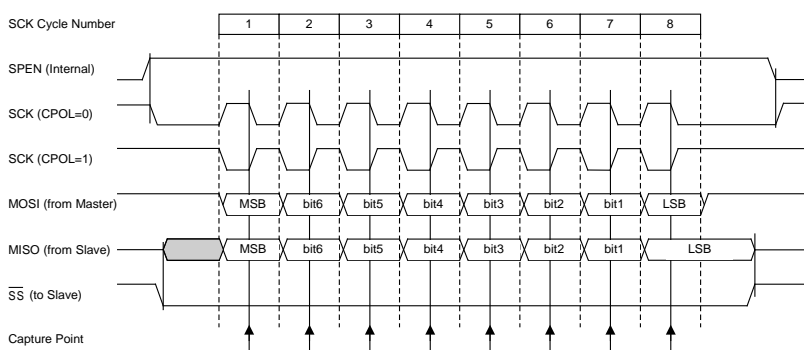 SCK Cycle Number 1 2 3 4 5 6 7 8
SPEN (Internal)
SCK (CPOL=0)
SCK (CPOL=1)
MOSI (from Master) MSB bit6 bit5 bit4 bit3 bit2 bit1 LSB
MISO (from Slave) MSB bit6 bit5 bit4 bit3 bit2 bit1 LSB
SS (to Slave)
Capture Point